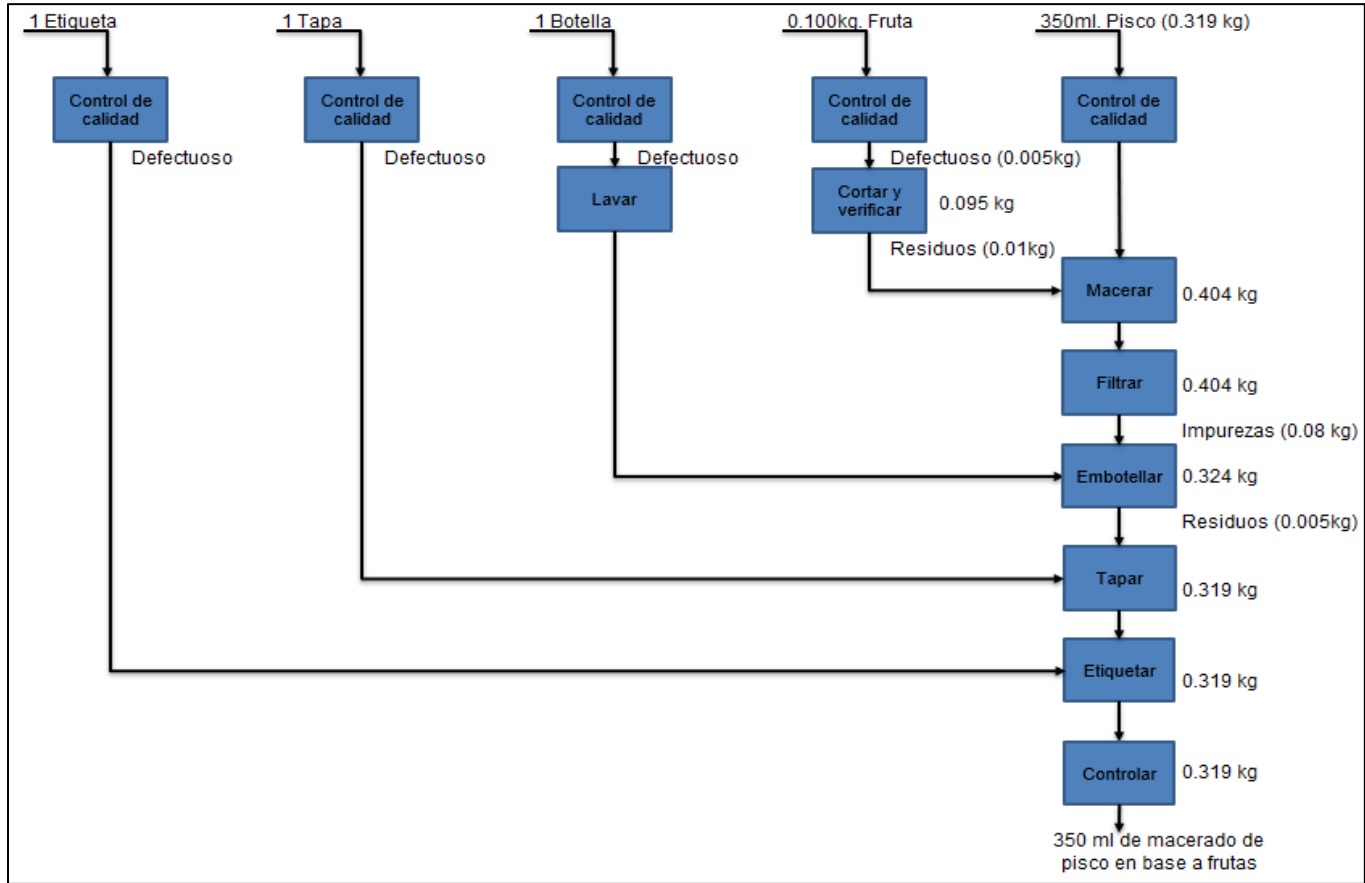 1 Etiqueta
1 Tapa
1 Botella
0.100kg. Fruta
350ml. Pisco (0.319 kg)
Control de
calidad
Control de
calidad
Control de
calidad
Control de
calidad
Control de
calidad
Defectuoso
Defectuoso
Defectuoso
Defectuoso (0.005kg)
Lavar
Cortar y
verificar
0.095 kg
Residuos (0.01kg)
Macerar
0.404 kg
Filtrar
0.404 kg
Impurezas (0.08 kg)
Embotellar
0.324 kg
Residuos (0.005kg)
Tapar
0.319 kg
Etiquetar
0.319 kg
Controlar
0.319 kg
350 ml de macerado de
pisco en base a frutas